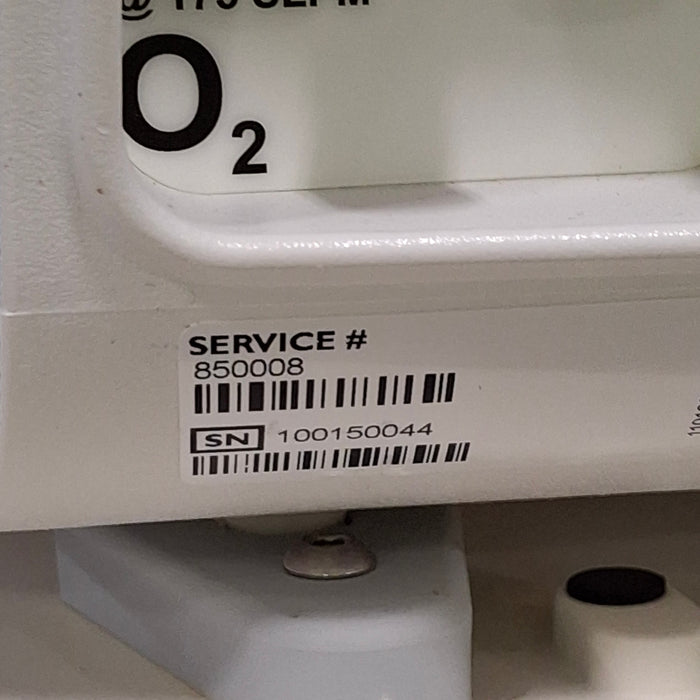 O2
SERVICE #
850008
SN 100150044